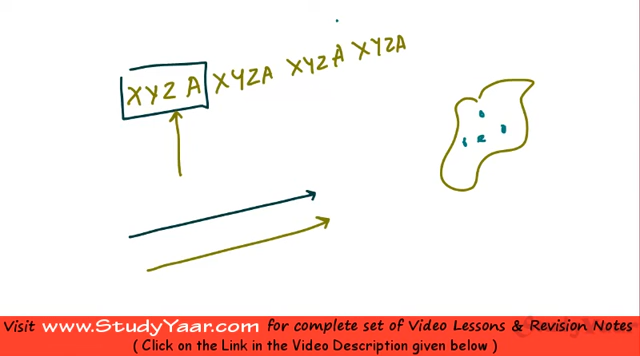 XYZA XYZA XYZA XYZA
Visit www.StudyYaar.com for complete set of Video Lessons & Revision Notes
( Click on the Link in the Video Description given below )